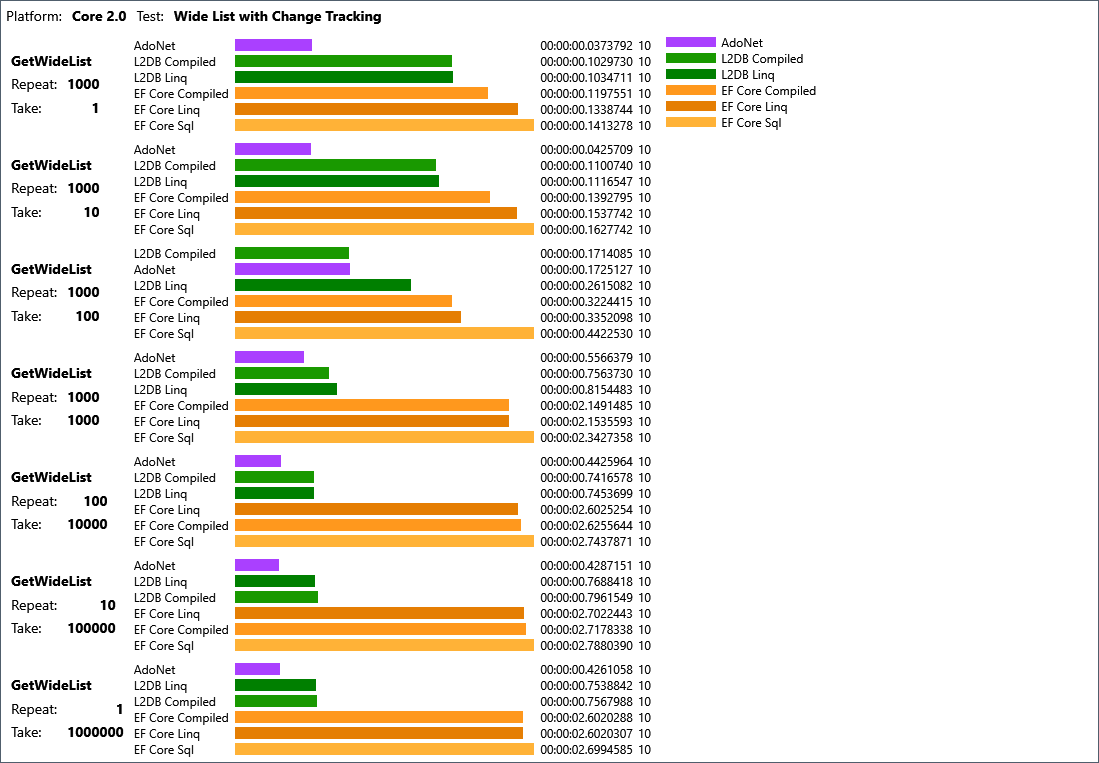 Platform: Core 2.0 Test: Wide List with Change Tracking
GetWideList
Repeat: 1000
Take: 1
AdoNet 00:00:00.0373792 10
L2DB Compiled 00:00:00.1029730 10
L2DB Linq 00:00:00.1034711 10
EF Core Compiled 00:00:00.1197551 10
EF Core Linq 00:00:00.1338744 10
EF Core Sql 00:00:00.1413278 10
AdoNet
L2DB Compiled
L2DB Linq
EF Core Compiled
EF Core Linq
EF Core Sql
GetWideList
Repeat: 1000
Take: 10
AdoNet 00:00:00.0425709 10
L2DB Compiled 00:00:00.1100740 10
L2DB Linq 00:00:00.1116547 10
EF Core Compiled 00:00:00.1392795 10
EF Core Linq 00:00:00.1537742 10
EF Core Sql 00:00:00.1627742 10
GetWideList
Repeat: 1000
Take: 100
L2DB Compiled 00:00:00.1714085 10
AdoNet 00:00:00.1725127 10
L2DB Linq 00:00:00.2615082 10
EF Core Compiled 00:00:00.3224415 10
EF Core Linq 00:00:00.3352098 10
EF Core Sql 00:00:00.4422530 10
GetWideList
Repeat: 1000
Take: 1000
AdoNet 00:00:00.5566379 10
L2DB Compiled 00:00:00.7563730 10
L2DB Linq 00:00:00.8154483 10
EF Core Compiled 00:00:02.1491485 10
EF Core Linq 00:00:02.1535593 10
EF Core Sql 00:00:02.3427358 10
GetWideList
Repeat: 100
Take: 10000
AdoNet 00:00:00.4425964 10
L2DB Compiled 00:00:00.7416578 10
L2DB Linq 00:00:00.7453699 10
EF Core Linq 00:00:02.6025254 10
EF Core Compiled 00:00:02.6255644 10
EF Core Sql 00:00:02.7437871 10
GetWideList
Repeat: 10
Take: 100000
AdoNet 00:00:00.4287151 10
L2DB Linq 00:00:00.7688418 10
L2DB Compiled 00:00:00.7961549 10
EF Core Linq 00:00:02.7022443 10
EF Core Compiled 00:00:02.7178338 10
EF Core Sql 00:00:02.7880390 10
GetWideList
Repeat: 1
Take: 1000000
AdoNet 00:00:00.4261058 10
L2DB Linq 00:00:00.7538842 10
L2DB Compiled 00:00:00.7567988 10
EF Core Compiled 00:00:02.6020288 10
EF Core Linq 00:00:02.6020307 10
EF Core Sql 00:00:02.6994585 10